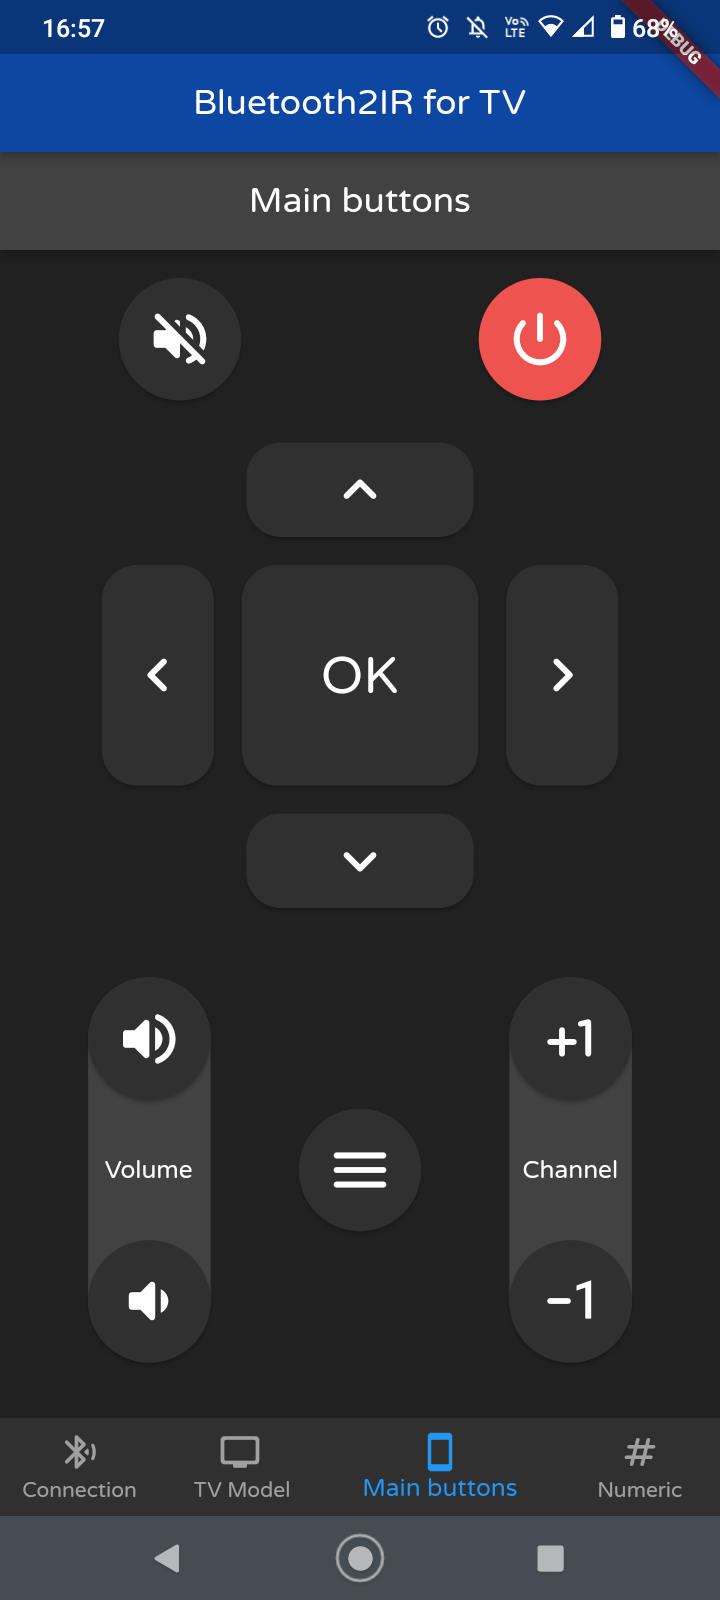 16:57
Vo))
LTE
68%
DEBUG
Bluetooth2IR for TV
Main buttons
OK
+1
Volume
Channel
-1
Connection
TV Model
Main buttons
#
Numeric